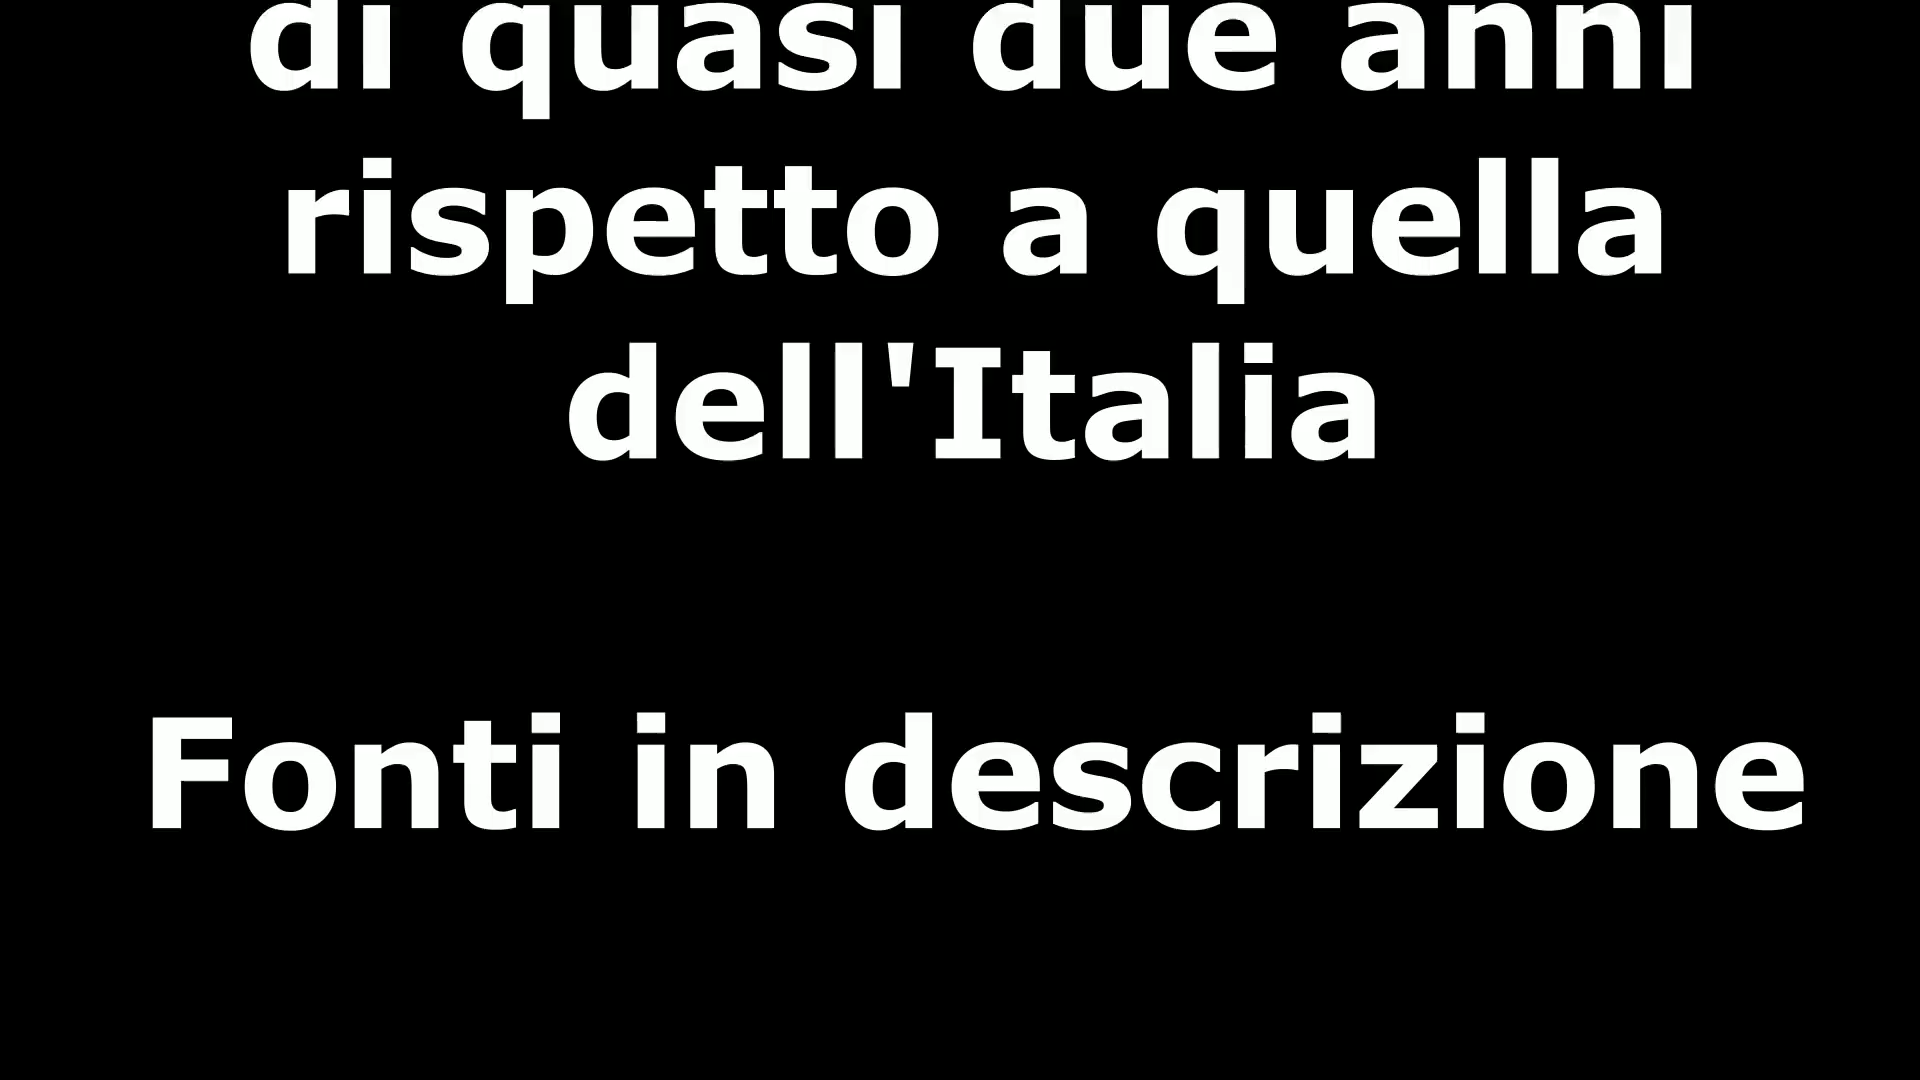 di quasi due anni
rispetto a quella
dell'Italia
Fonti in descrizione